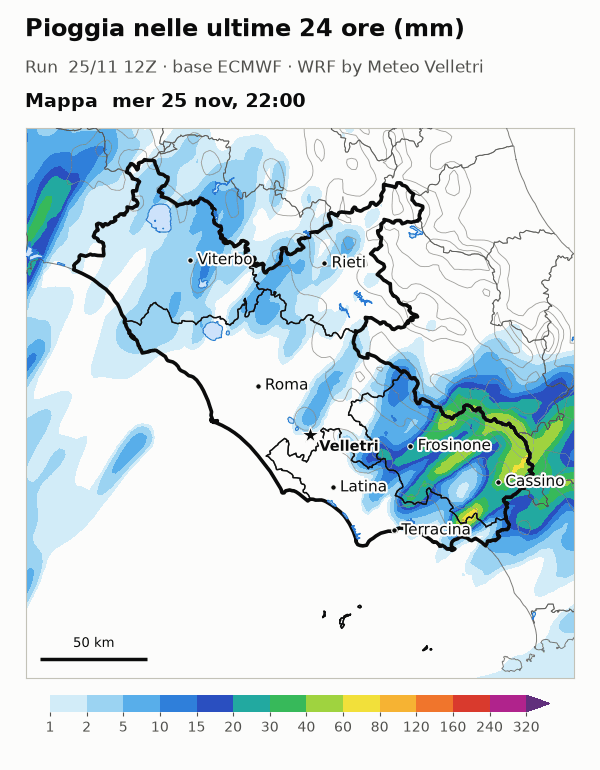 Pioggia nelle ultime 24 ore (mm)
Run 25/11 12Z · base ECMWF · WRF by Meteo Velletri
Mappa mer 25 nov, 22:00
Viterbo
Rieti
Roma
Velletri
Frosinone
Latina
Cassino
Terracina
50 km
1 2 5 10 15 20 30 40 60 80 120 160 240 320